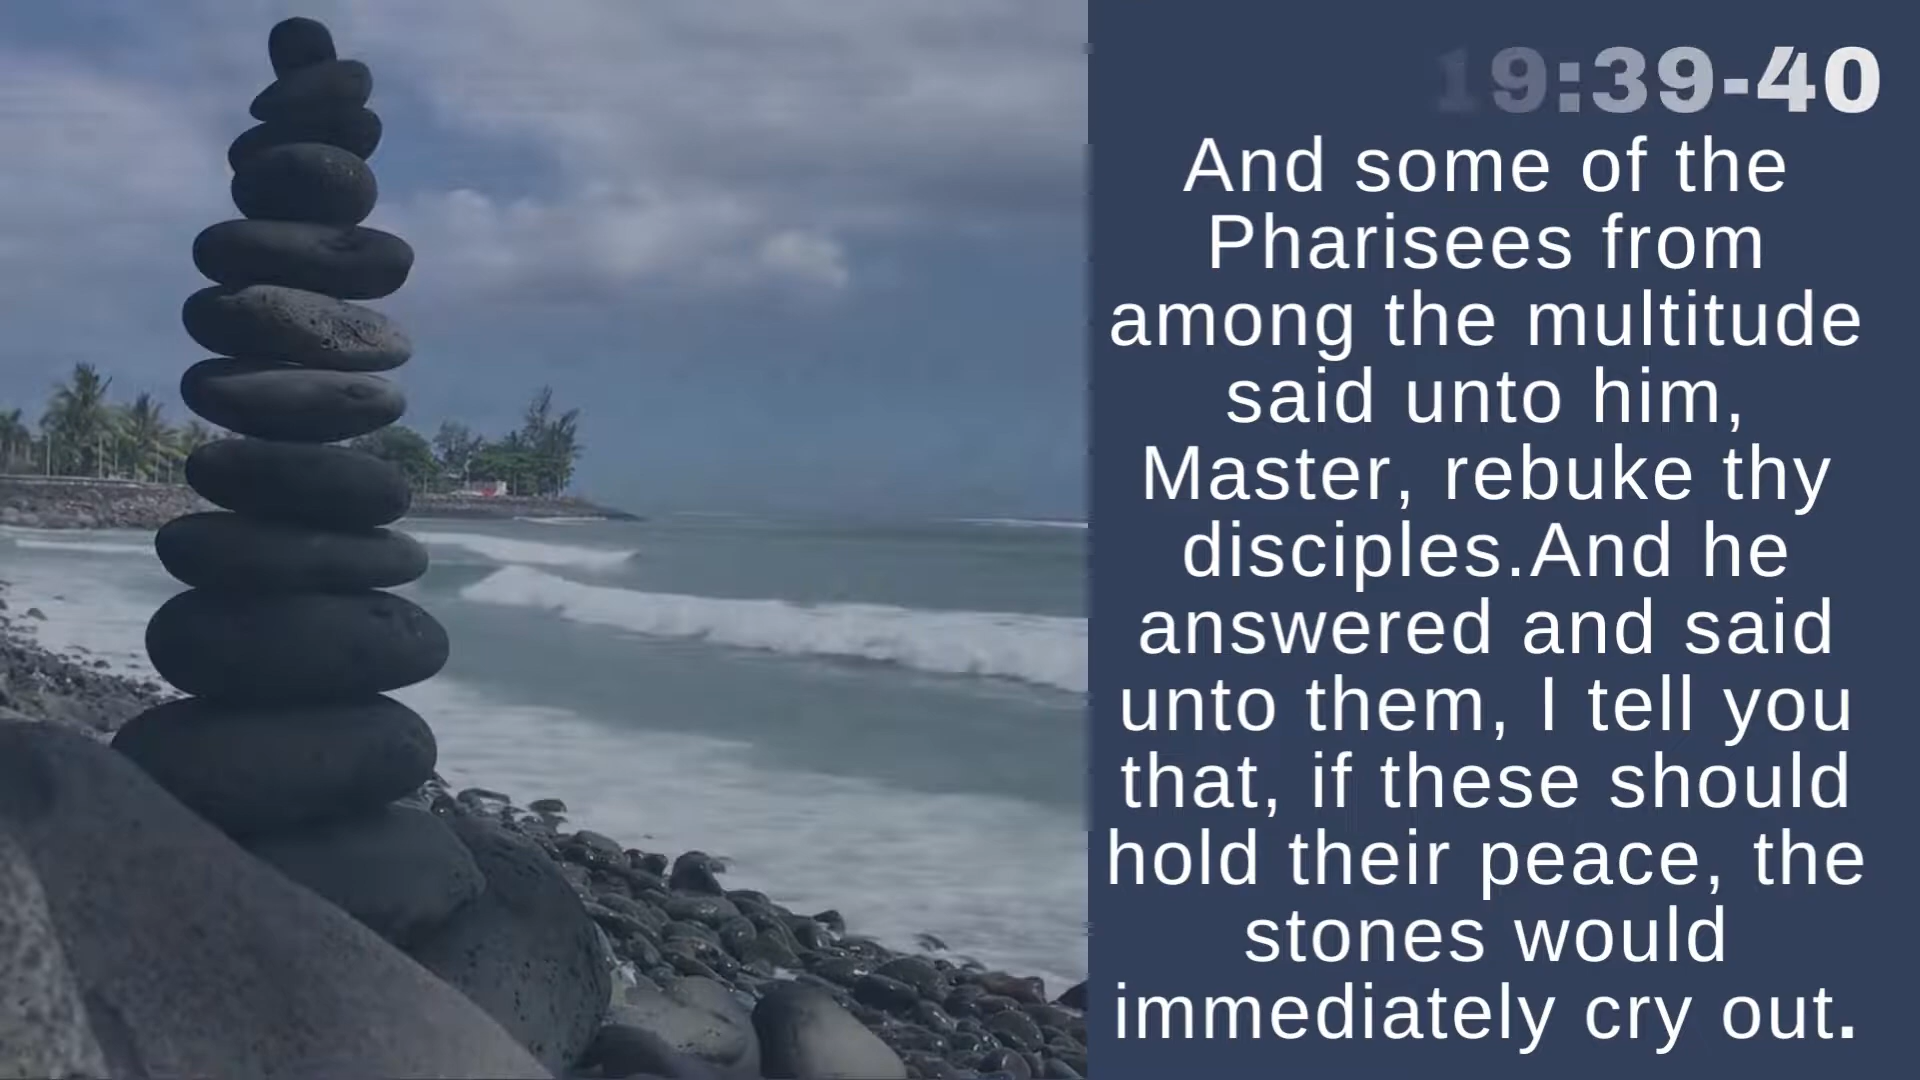 19:39-40
And some of the
Pharisees from
among the multitude
said unto him,
Master, rebuke thy
disciples.And he
answered and said
unto them, I tell you
that, if these should
hold their peace, the
stones would
immediately cry out.